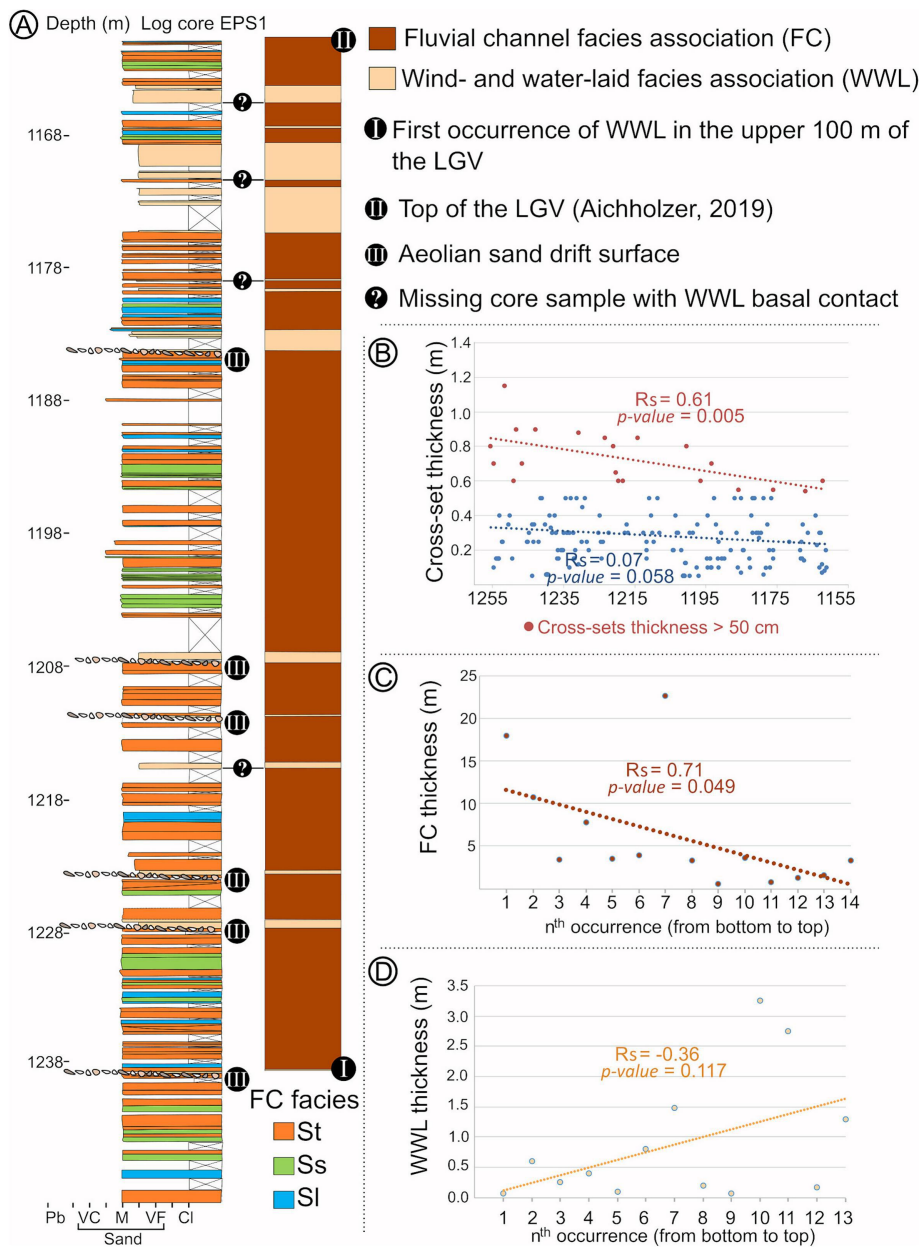 A Depth (m) Log core EPS1
II
?
1168
?
1178
?
III
1188
1198
III
1208
III
?
1218
III
III
1228
I
1238
III
FC facies
St
Ss
Sl
Pb VC M VF Cl
Sand
Fluvial channel facies association (FC)
Wind- and water-laid facies association (WWL)
I First occurrence of WWL in the upper 100 m of
the LGV
II Top of the LGV (Aichholzer, 2019)
III Aeolian sand drift surface
? Missing core sample with WWL basal contact
B
Cross-set thickness (m)
1.4
1.2
1.0
0.8
0.6
0.4
0.2
Rs = 0.61
p-value = 0.005
Rs = 0.07
p-value = 0.058
1255 1235 1215 1195 1175 1155
Cross-sets thickness > 50 cm
C
FC thickness (m)
25
20
15
10
5
Rs = 0.71
p-value = 0.049
1 2 3 4 5 6 7 8 9 10 11 12 13 14
nth occurrence (from bottom to top)
D
WWL thickness (m)
3.5
3.0
2.5
2.0
1.5
1.0
0.5
0.0
Rs = -0.36
p-value = 0.117
1 2 3 4 5 6 7 8 9 10 11 12 13
nth occurrence (from bottom to top)